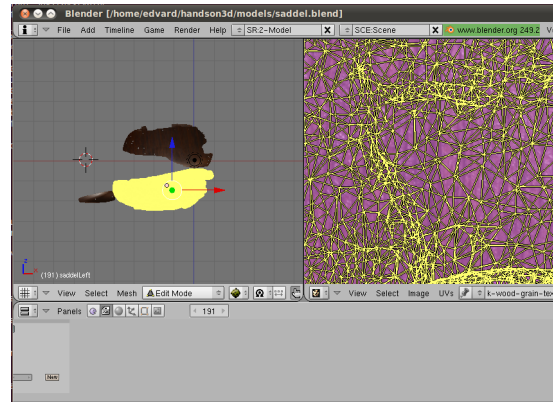 Blender [/home/edvard/handson3d/models/saddel.blend]
File Add Timeline Game Render Help SR:2-Model X SCE:Scene X www.blender.org 249.2
z
(191) saddelLeft
View Select Mesh Edit Mode View Select Image UVs k-wood-grain-tex
Panels 191
New